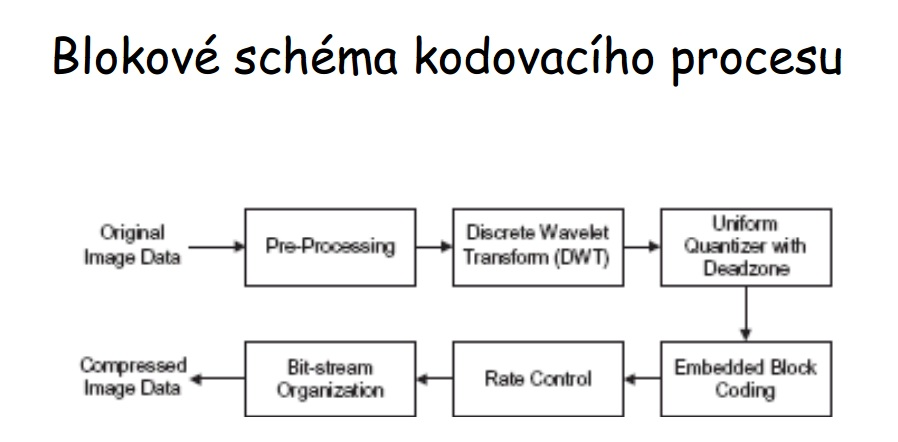 Blokové schéma kodovacího procesu
Original
Image Data
Pre-Processing
Discrete Wavelet
Transform (DWT)
Uniform
Quantizer with
Deadzone
Compressed
Image Data
Bit-stream
Organization
Rate Control
Embedded Block
Coding